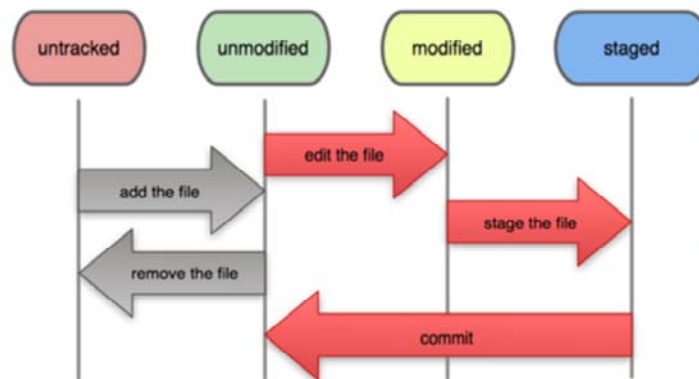 untracked
unmodified
modified
staged
edit the file
add the file
stage the file
remove the file
commit